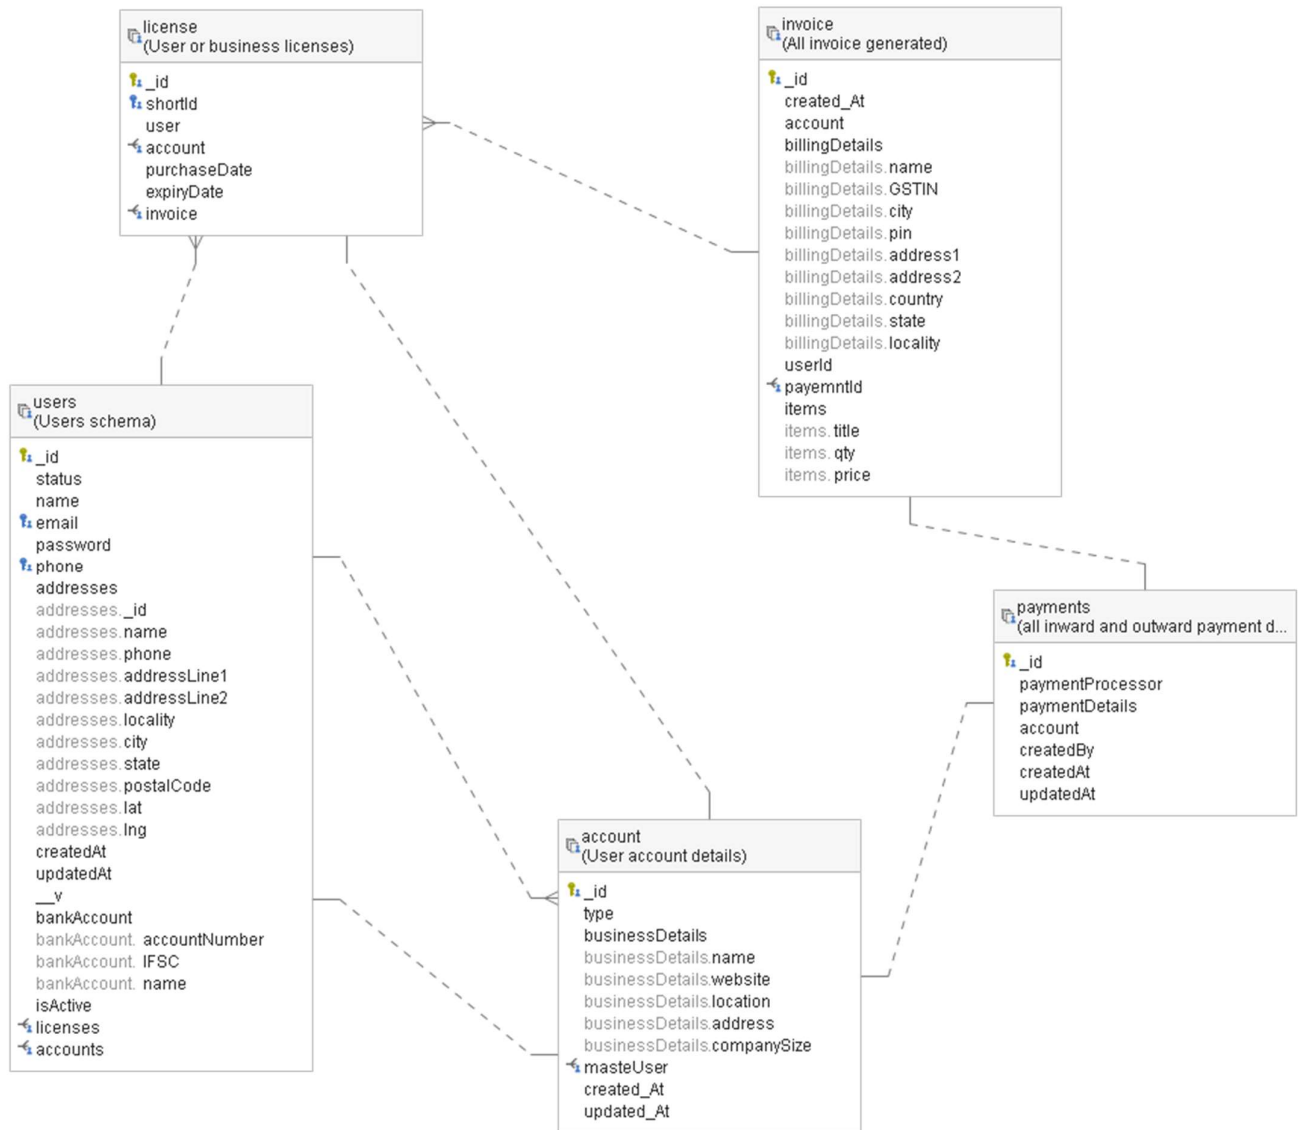 license
(User or business licenses)
_id
shortId
user
account
purchaseDate
expiryDate
invoice
invoice
(All invoice generated)
_id
created_At
account
billingDetails
billingDetails.name
billingDetails.GSTIN
billingDetails.city
billingDetails.pin
billingDetails.address1
billingDetails.address2
billingDetails.country
billingDetails.state
billingDetails.locality
userId
payemntId
items
items. title
items. qty
items. price
users
(Users schema)
_id
status
name
email
password
phone
addresses
addresses._id
addresses.name
addresses.phone
addresses.addressLine1
addresses.addressLine2
addresses.locality
addresses.city
addresses.state
addresses.postalCode
addresses.lat
addresses.lng
createdAt
updatedAt
__v
bankAccount
bankAccount. accountNumber
bankAccount. IFSC
bankAccount. name
isActive
licenses
accounts
payments
(all inward and outward payment d...
_id
paymentProcessor
paymentDetails
account
createdBy
createdAt
updatedAt
account
(User account details)
_id
type
businessDetails
businessDetails.name
businessDetails.website
businessDetails.location
businessDetails.address
businessDetails.companySize
masteUser
created_At
updated_At